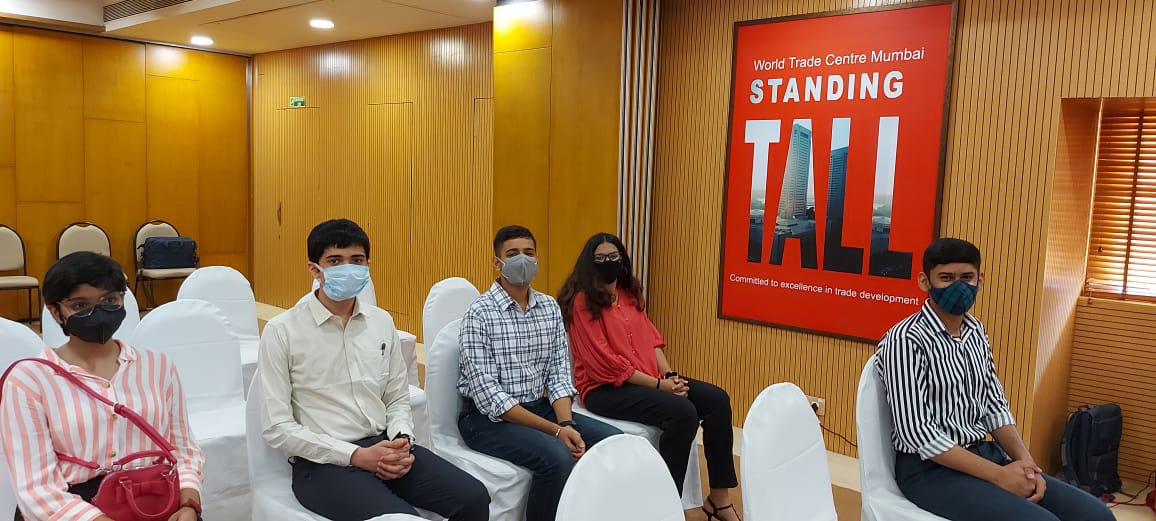 World Trade Centre Mumbai
STANDING
TALL
Committed to excellence in trade development